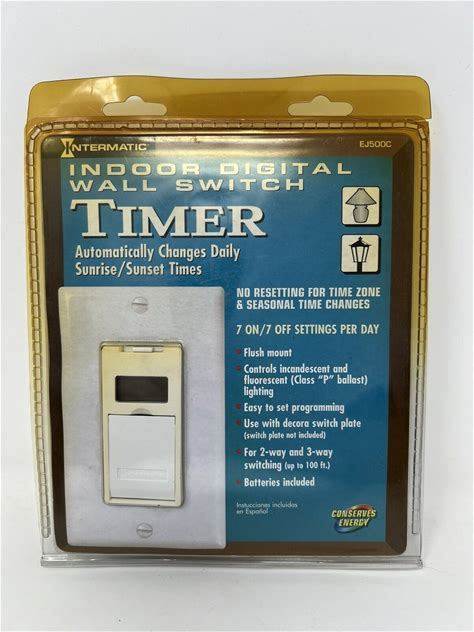 INTERMATIC
EJ500C
INDOOR DIGITAL
WALL SWITCH
TIMER
Automatically Changes Daily
Sunrise/Sunset Times
NO RESETTING FOR TIME ZONE
& SEASONAL TIME CHANGES
7 ON/7 OFF SETTINGS PER DAY
• Flush mount
• Controls incandescent and
fluorescent (Class "P" ballast)
lighting
• Easy to set programming
• Use with decora switch plate
(switch plate not included)
• For 2-way and 3-way
switching (up to 100 ft.)
• Batteries included
Instucciones incluidas
en Español
CONSERVES
ENERGY